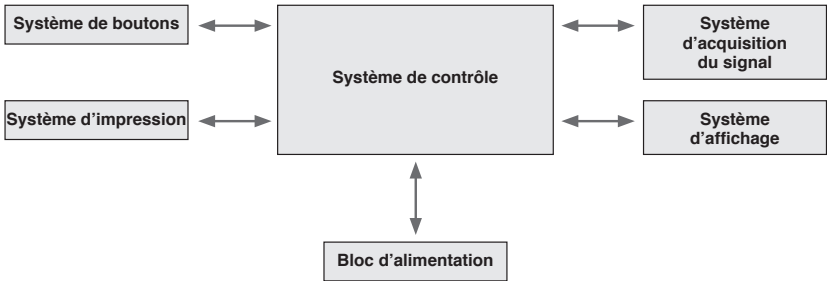 Système de boutons
Système d'impression
Système de contrôle
Système
d'acquisition
du signal
Système
d'affichage
Bloc d'alimentation